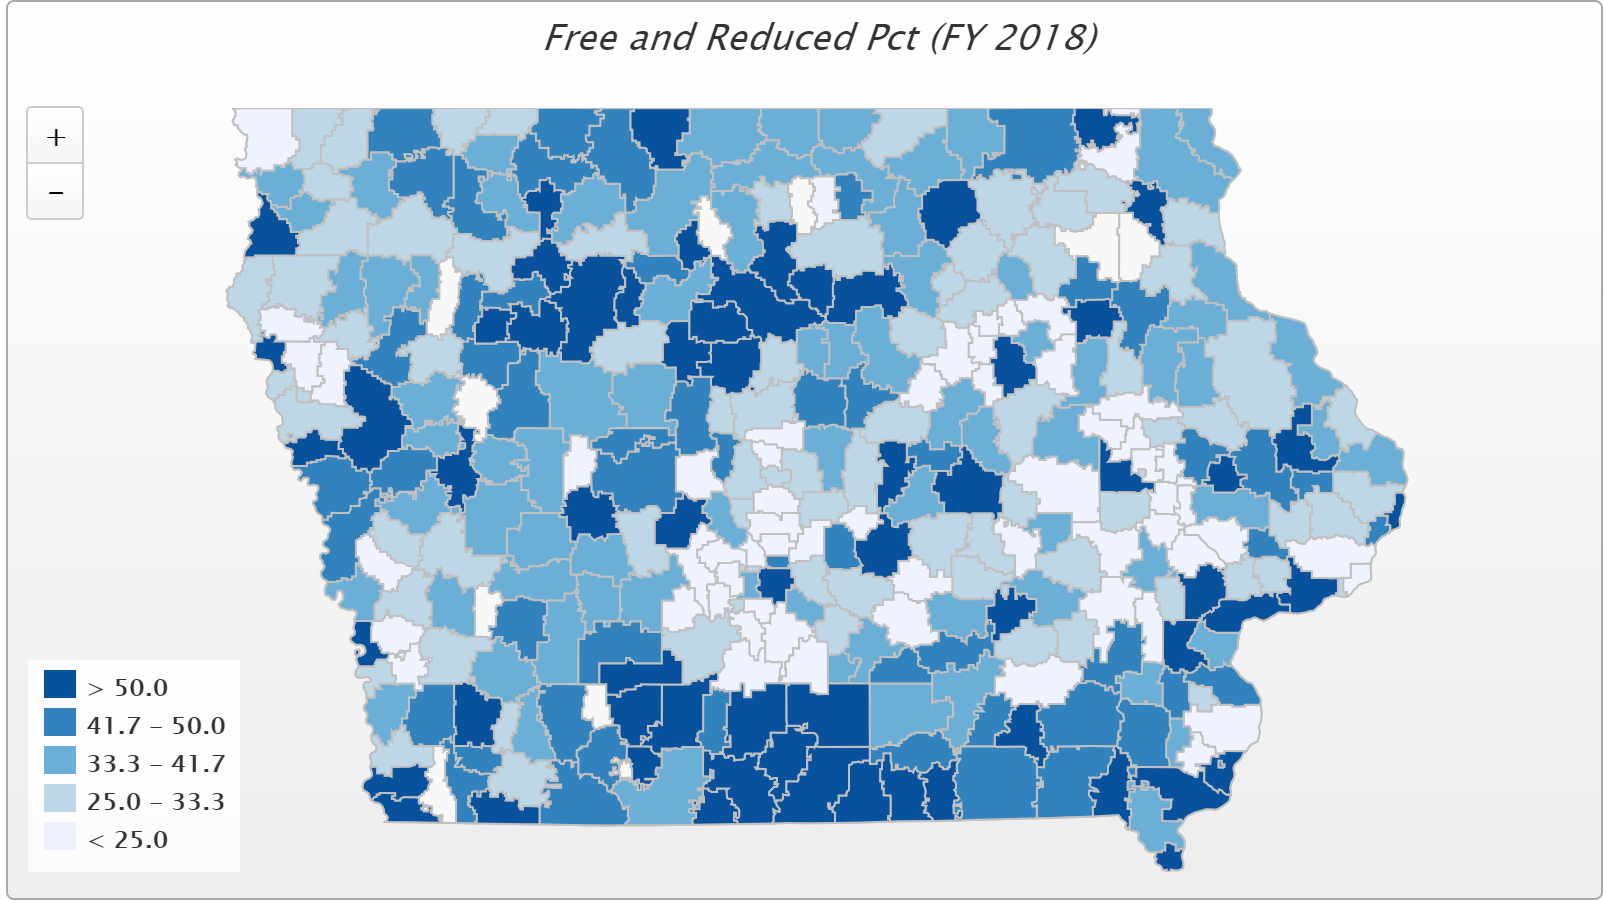 Free and Reduced Pct (FY 2018)
+
−
> 50.0
41.7 – 50.0
33.3 – 41.7
25.0 – 33.3
< 25.0